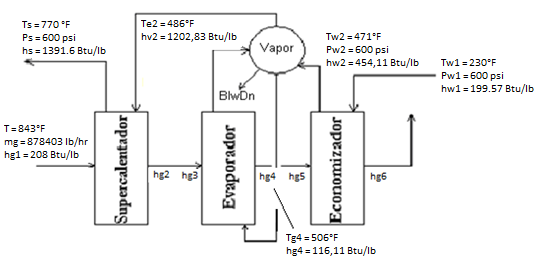 Ts = 770 °F
Ps = 600 psi
hs = 1391.6 Btu/lb
Te2 = 486°F
hv2 = 1202,83 Btu/lb
Vapor
Tw2 = 471°F
Pw2 = 600 psi
hw2 = 454,11 Btu/lb
Tw1 = 230°F
Pw1 = 600 psi
hw1 = 199.57 Btu/lb
BlwDn
T = 843°F
mg = 878403 lb/hr
hg1 = 208 Btu/lb
Supercalentador
hg2
hg3
Evaporador
hg4
hg5
Economizador
hg6
Tg4 = 506°F
hg4 = 116,11 Btu/lb